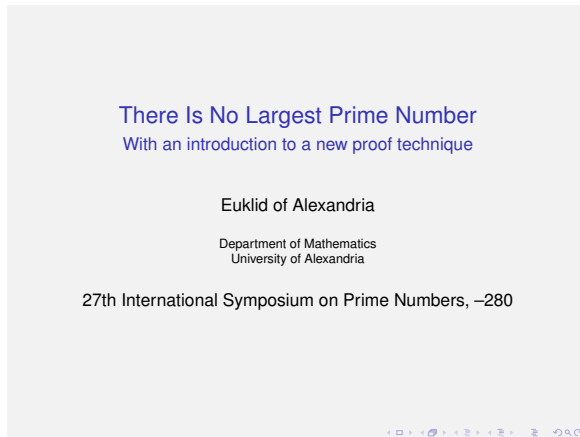 There Is No Largest Prime Number
With an introduction to a new proof technique
Euklid of Alexandria
Department of Mathematics
University of Alexandria
27th International Symposium on Prime Numbers, –280